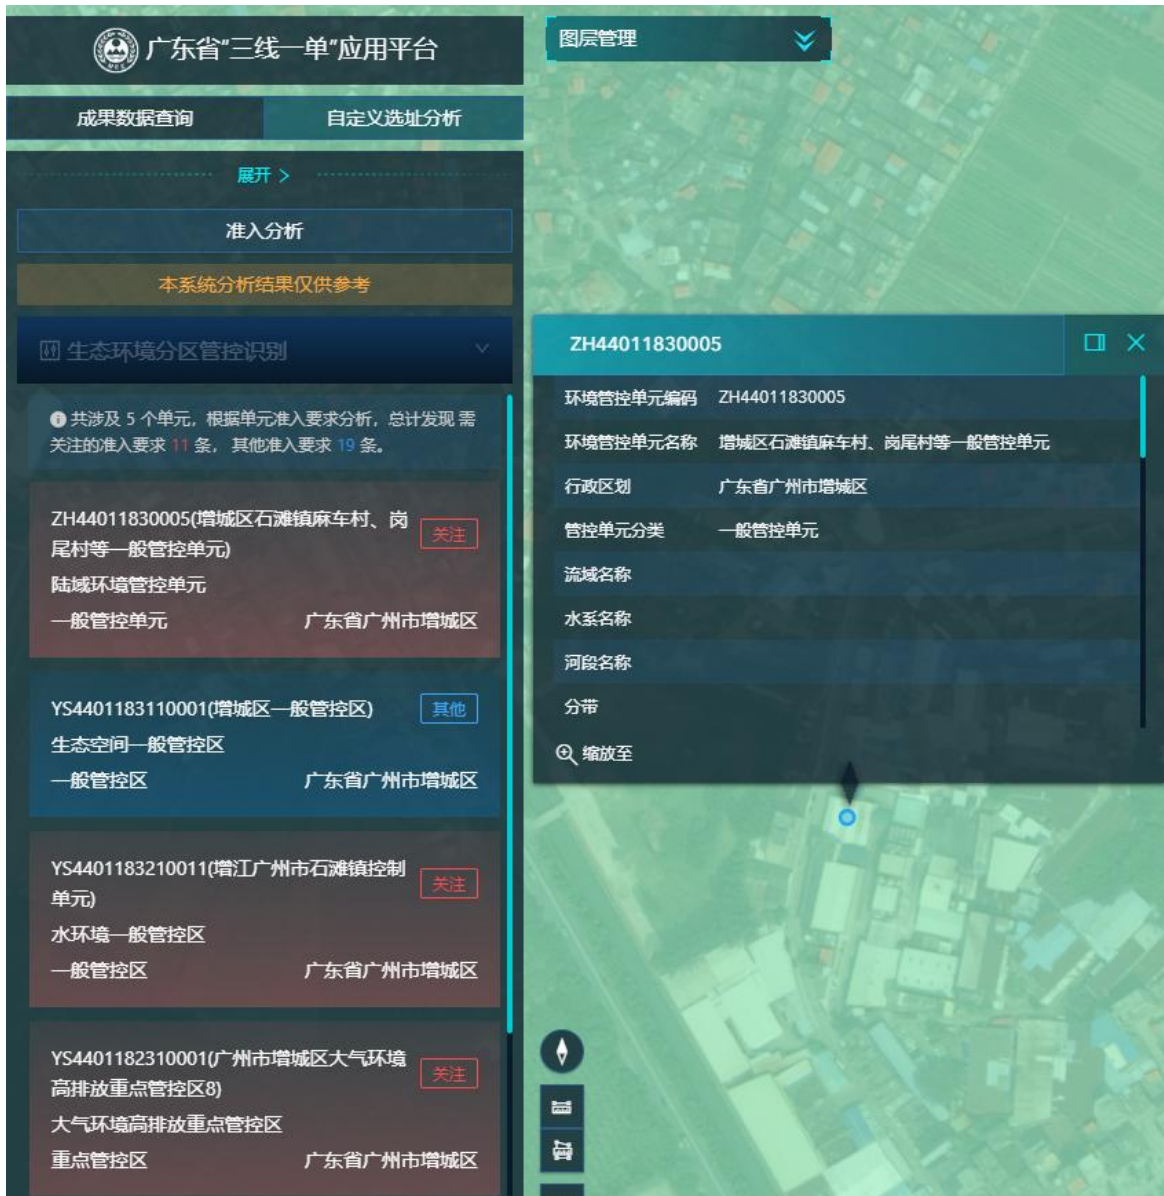 广东省“三线一单”应用平台
成果数据查询
自定义选址分析
展开 >
准入分析
本系统分析结果仅供参考
生态环境分区管控识别
共涉及 5 个单元，根据单元准入要求分析，总计发现 需
关注的准入要求 11 条， 其他准入要求 19 条。
ZH44011830005(增城区石滩镇麻车村、岗
尾村等一般管控单元)
关注
陆域环境管控单元
一般管控单元
广东省广州市增城区
YS4401183110001(增城区一般管控区)
其他
生态空间一般管控区
一般管控区
广东省广州市增城区
YS4401183210011(增江广州市石滩镇控制
单元)
关注
水环境一般管控区
一般管控区
广东省广州市增城区
YS4401182310001(广州市增城区大气环境
高排放重点管控区8)
关注
大气环境高排放重点管控区
重点管控区
广东省广州市增城区
图层管理
ZH44011830005
环境管控单元编码 ZH44011830005
环境管控单元名称 增城区石滩镇麻车村、岗尾村等一般管控单元
行政区划 广东省广州市增城区
管控单元分类 一般管控单元
流域名称
水系名称
河段名称
分带
缩放至